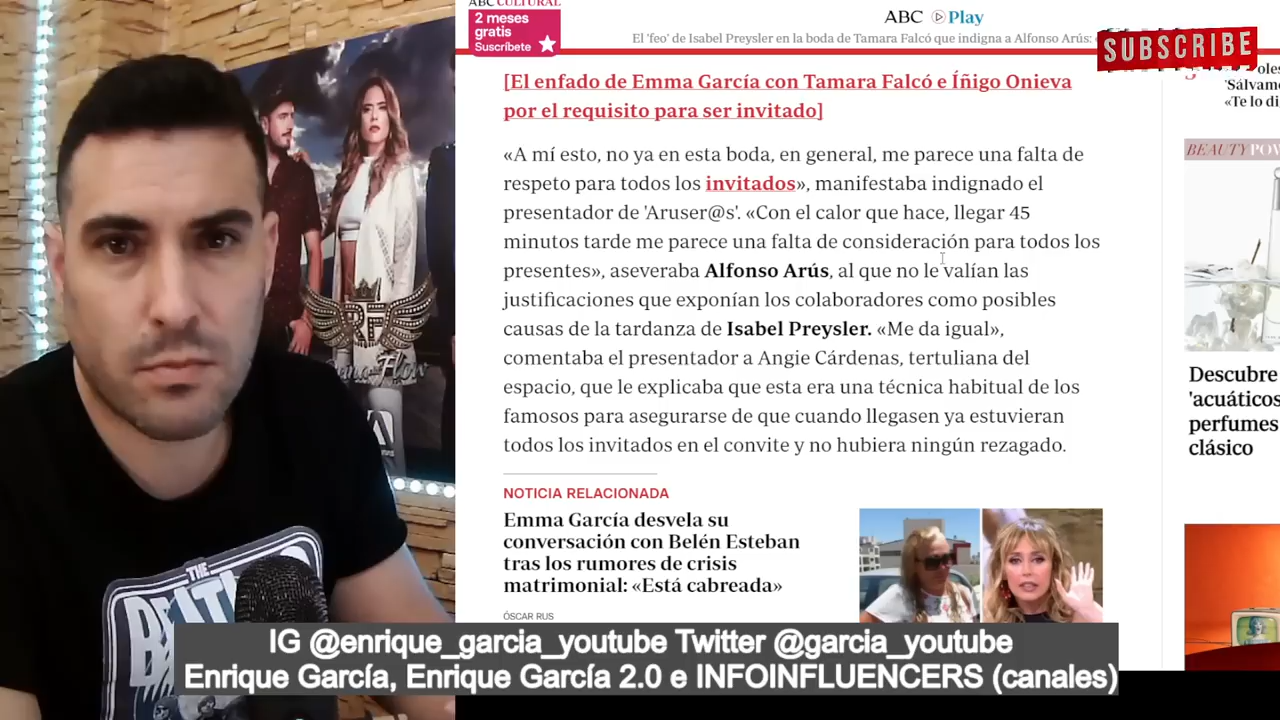 ABC CULTURAL
2 meses
gratis
Suscríbete
ABC Play
El 'feo' de Isabel Preysler en la boda de Tamara Falcó que indigna a Alfonso Arús:
SUBSCRIBE
[El enfado de Emma García con Tamara Falcó e Íñigo Onieva
por el requisito para ser invitado]
«A mí esto, no ya en esta boda, en general, me parece una falta de
respeto para todos los invitados», manifestaba indignado el
presentador de 'Aruser@s'. «Con el calor que hace, llegar 45
minutos tarde me parece una falta de consideración para todos los
presentes», aseveraba Alfonso Arús, al que no le valían las
justificaciones que exponían los colaboradores como posibles
causas de la tardanza de Isabel Preysler. «Me da igual»,
comentaba el presentador a Angie Cárdenas, tertuliana del
espacio, que le explicaba que esta era una técnica habitual de los
famosos para asegurarse de que cuando llegasen ya estuvieran
todos los invitados en el convite y no hubiera ningún rezagado.
NOTICIA RELACIONADA
Emma García desvela su
conversación con Belén Esteban
tras los rumores de crisis
matrimonial: «Está cabreada»
ÓSCAR RUS
'Sálvam
«Te lo di
BEAUTY POW
Descubre
'acuáticos
perfumes
clásico
RF
THE
IG @enrique_garcia_youtube Twitter @garcia_youtube
Enrique García, Enrique García 2.0 e INFOINFLUENCERS (canales)